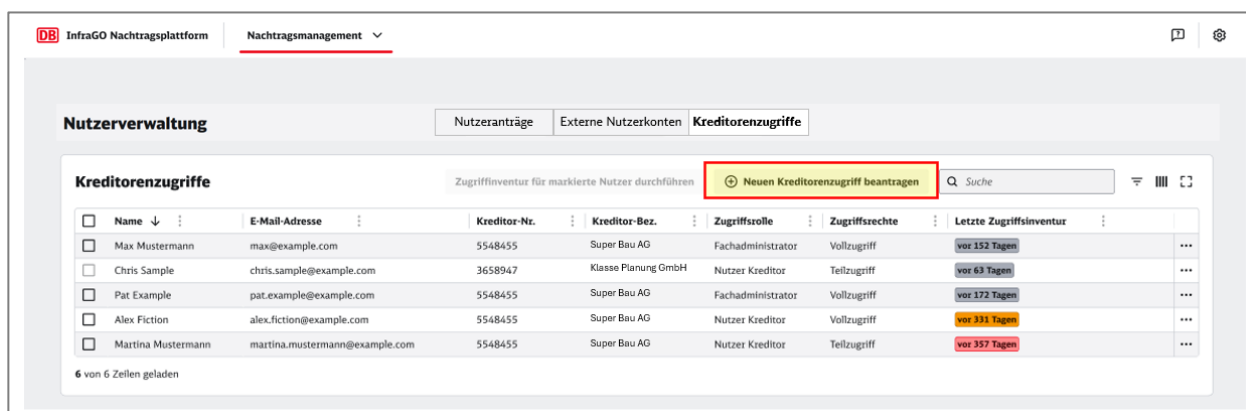 DB InfraGO Nachtragsplattform Nachtragsmanagement
Nutzerverwaltung Nutzeranträge Externe Nutzerkonten Kreditorenzugriffe
Kreditorenzugriffe Zugriffinventur für markierte Nutzer durchführen Neuen Kreditorenzugriff beantragen Suche
Name E-Mail-Adresse Kreditor-Nr. Kreditor-Bez. Zugriffsrolle Zugriffsrechte Letzte Zugriffsinventur
Max Mustermann max@example.com 5548455 Super Bau AG Fachadministrator Vollzugriff vor 152 Tagen
Chris Sample chris.sample@example.com 3658947 Klasse Planung GmbH Nutzer Kreditor Teilzugriff vor 63 Tagen
Pat Example pat.example@example.com 5548455 Super Bau AG Fachadministrator Vollzugriff vor 172 Tagen
Alex Fiction alex.fiction@example.com 5548455 Super Bau AG Nutzer Kreditor Vollzugriff vor 331 Tagen
Martina Mustermann martina.mustermann@example.com 5548455 Super Bau AG Nutzer Kreditor Teilzugriff vor 357 Tagen
6 von 6 Zeilen geladen